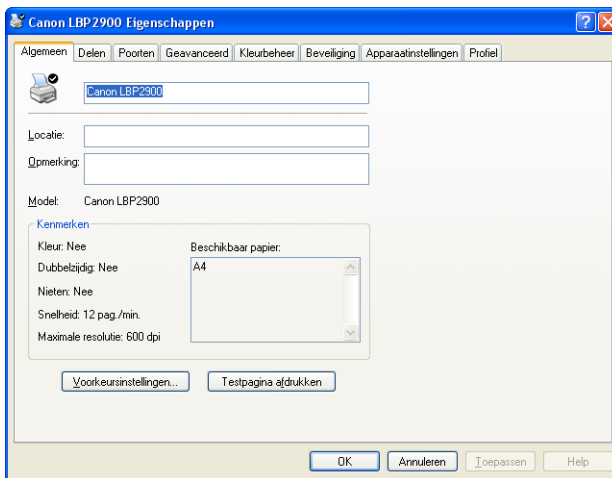 Canon LBP2900 Eigenschappen
Algemeen Delen Poorten Geavanceerd Kleurbeheer Beveiliging Apparaatinstellingen Profiel
Canon LBP2900
Locatie:
Opmerking:
Model: Canon LBP2900
Kenmerken
Kleur: Nee Beschikbaar papier:
Dubbelzijdig: Nee A4
Nieten: Nee
Snelheid: 12 pag./min.
Maximale resolutie: 600 dpi
Voorkeursinstellingen... Testpagina afdrukken
OK Annuleren Toepassen Help